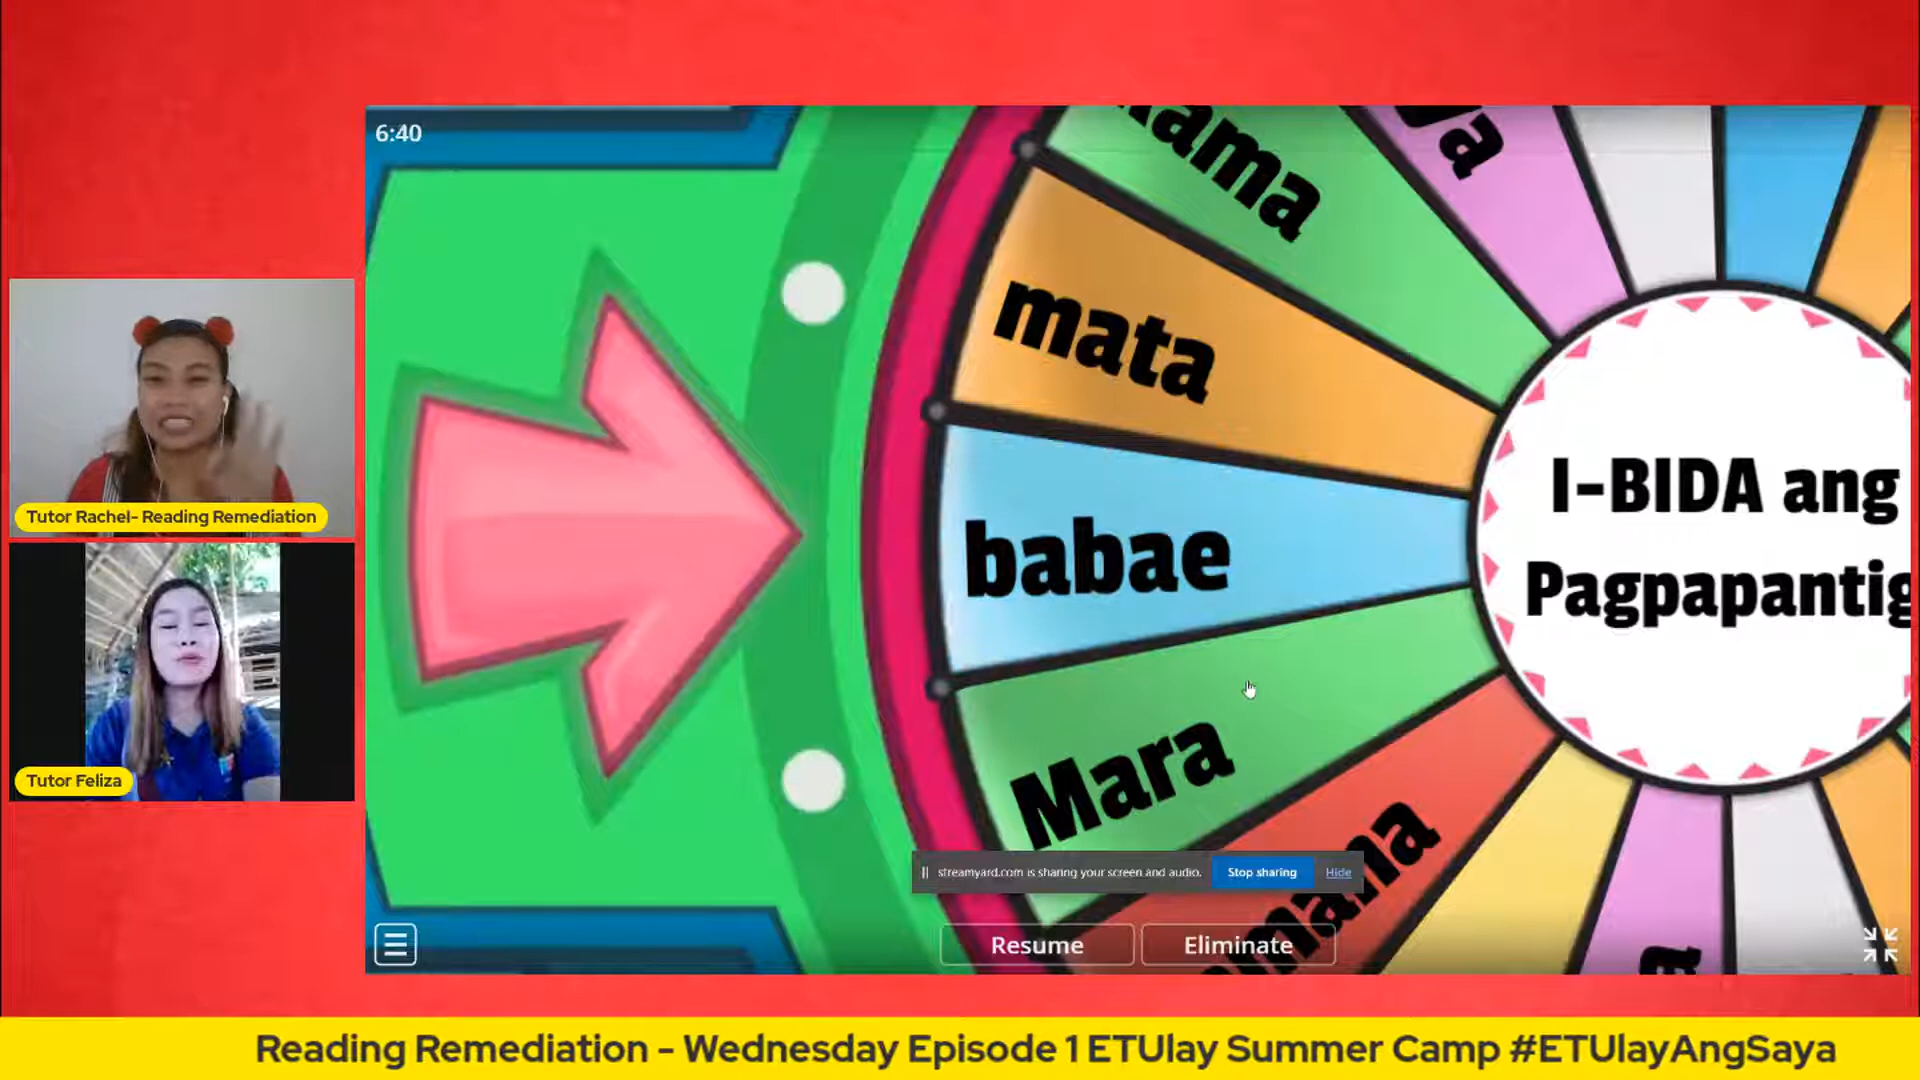 6:40
mata
babae
Mara
I-BIDA ang
Pagpapantig
streamyard.com is sharing your screen and audio.
Stop sharing
Hide
Resume
Eliminate
Tutor Rachel- Reading Remediation
Tutor Feliza
Reading Remediation - Wednesday Episode 1 ETUlay Summer Camp #ETUlayAngSaya